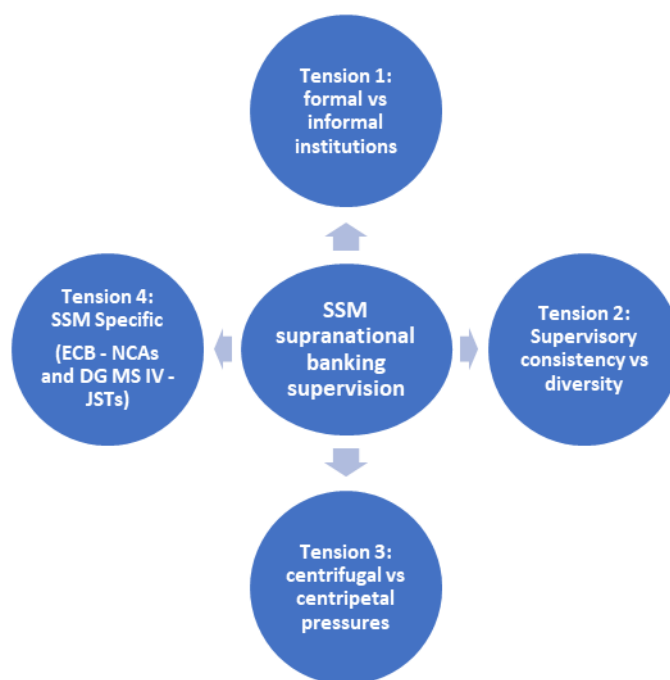 Tension 1:
formal vs
informal
institutions
Tension 4:
SSM Specific
(ECB - NCAs
and DG MS IV -
JSTs)
SSM
supranational
banking
supervision
Tension 2:
Supervisory
consistency vs
diversity
Tension 3:
centrifugal vs
centripetal
pressures